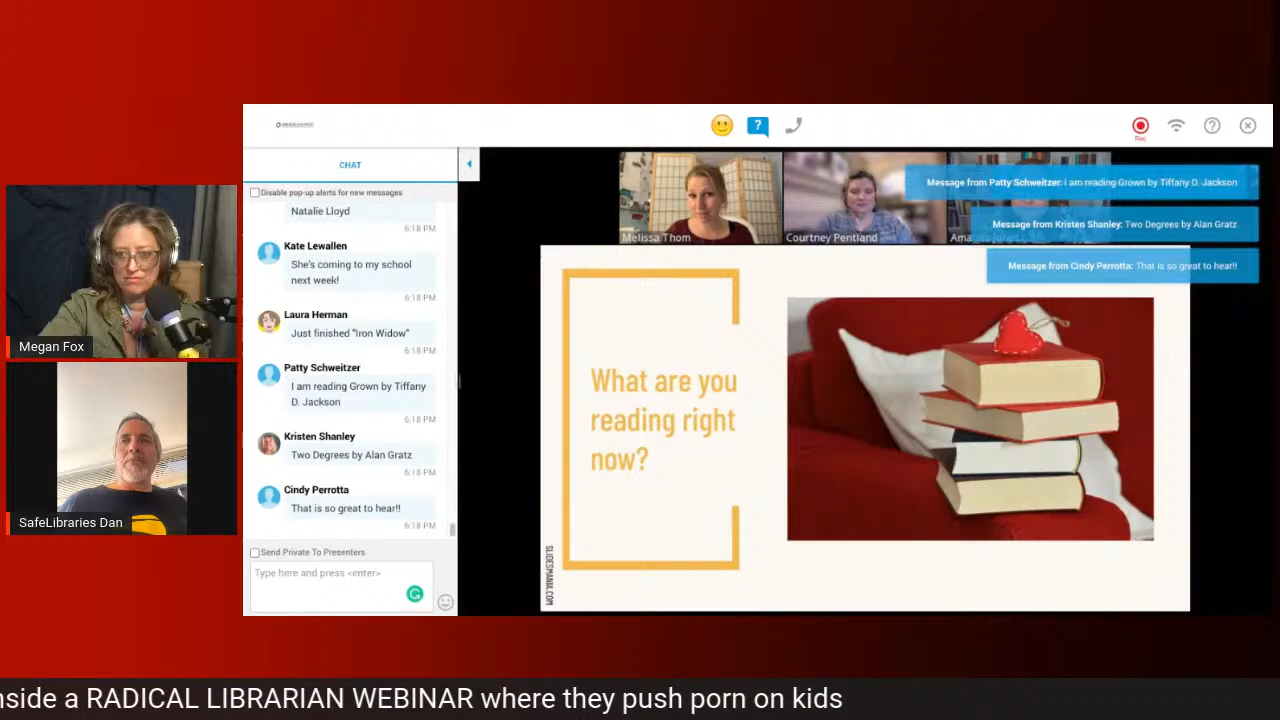 CHAT
Disable pop-up alerts for new messages
Natalie Lloyd
6:18 PM
Kate Lewallen
She's coming to my school
next week!
6:18 PM
Laura Herman
Just finished "Iron Widow"
6:18 PM
Patty Schweitzer
I am reading Grown by Tiffany
D. Jackson
6:18 PM
Kristen Shanley
Two Degrees by Alan Gratz
6:18 PM
Cindy Perrotta
That is so great to hear!!
6:18 PM
Send Private To Presenters
Type here and press <enter>
Rec
Melissa Thom
Courtney Pentland
Message from Patty Schweitzer: I am reading Grown by Tiffany D. Jackson
Message from Kristen Shanley: Two Degrees by Alan Gratz
Message from Cindy Perrotta: That is so great to hear!!
What are you
reading right
now?
SLIDESMANIA.COM
Megan Fox
SafeLibraries Dan
nside a RADICAL LIBRARIAN WEBINAR where they push porn on kids